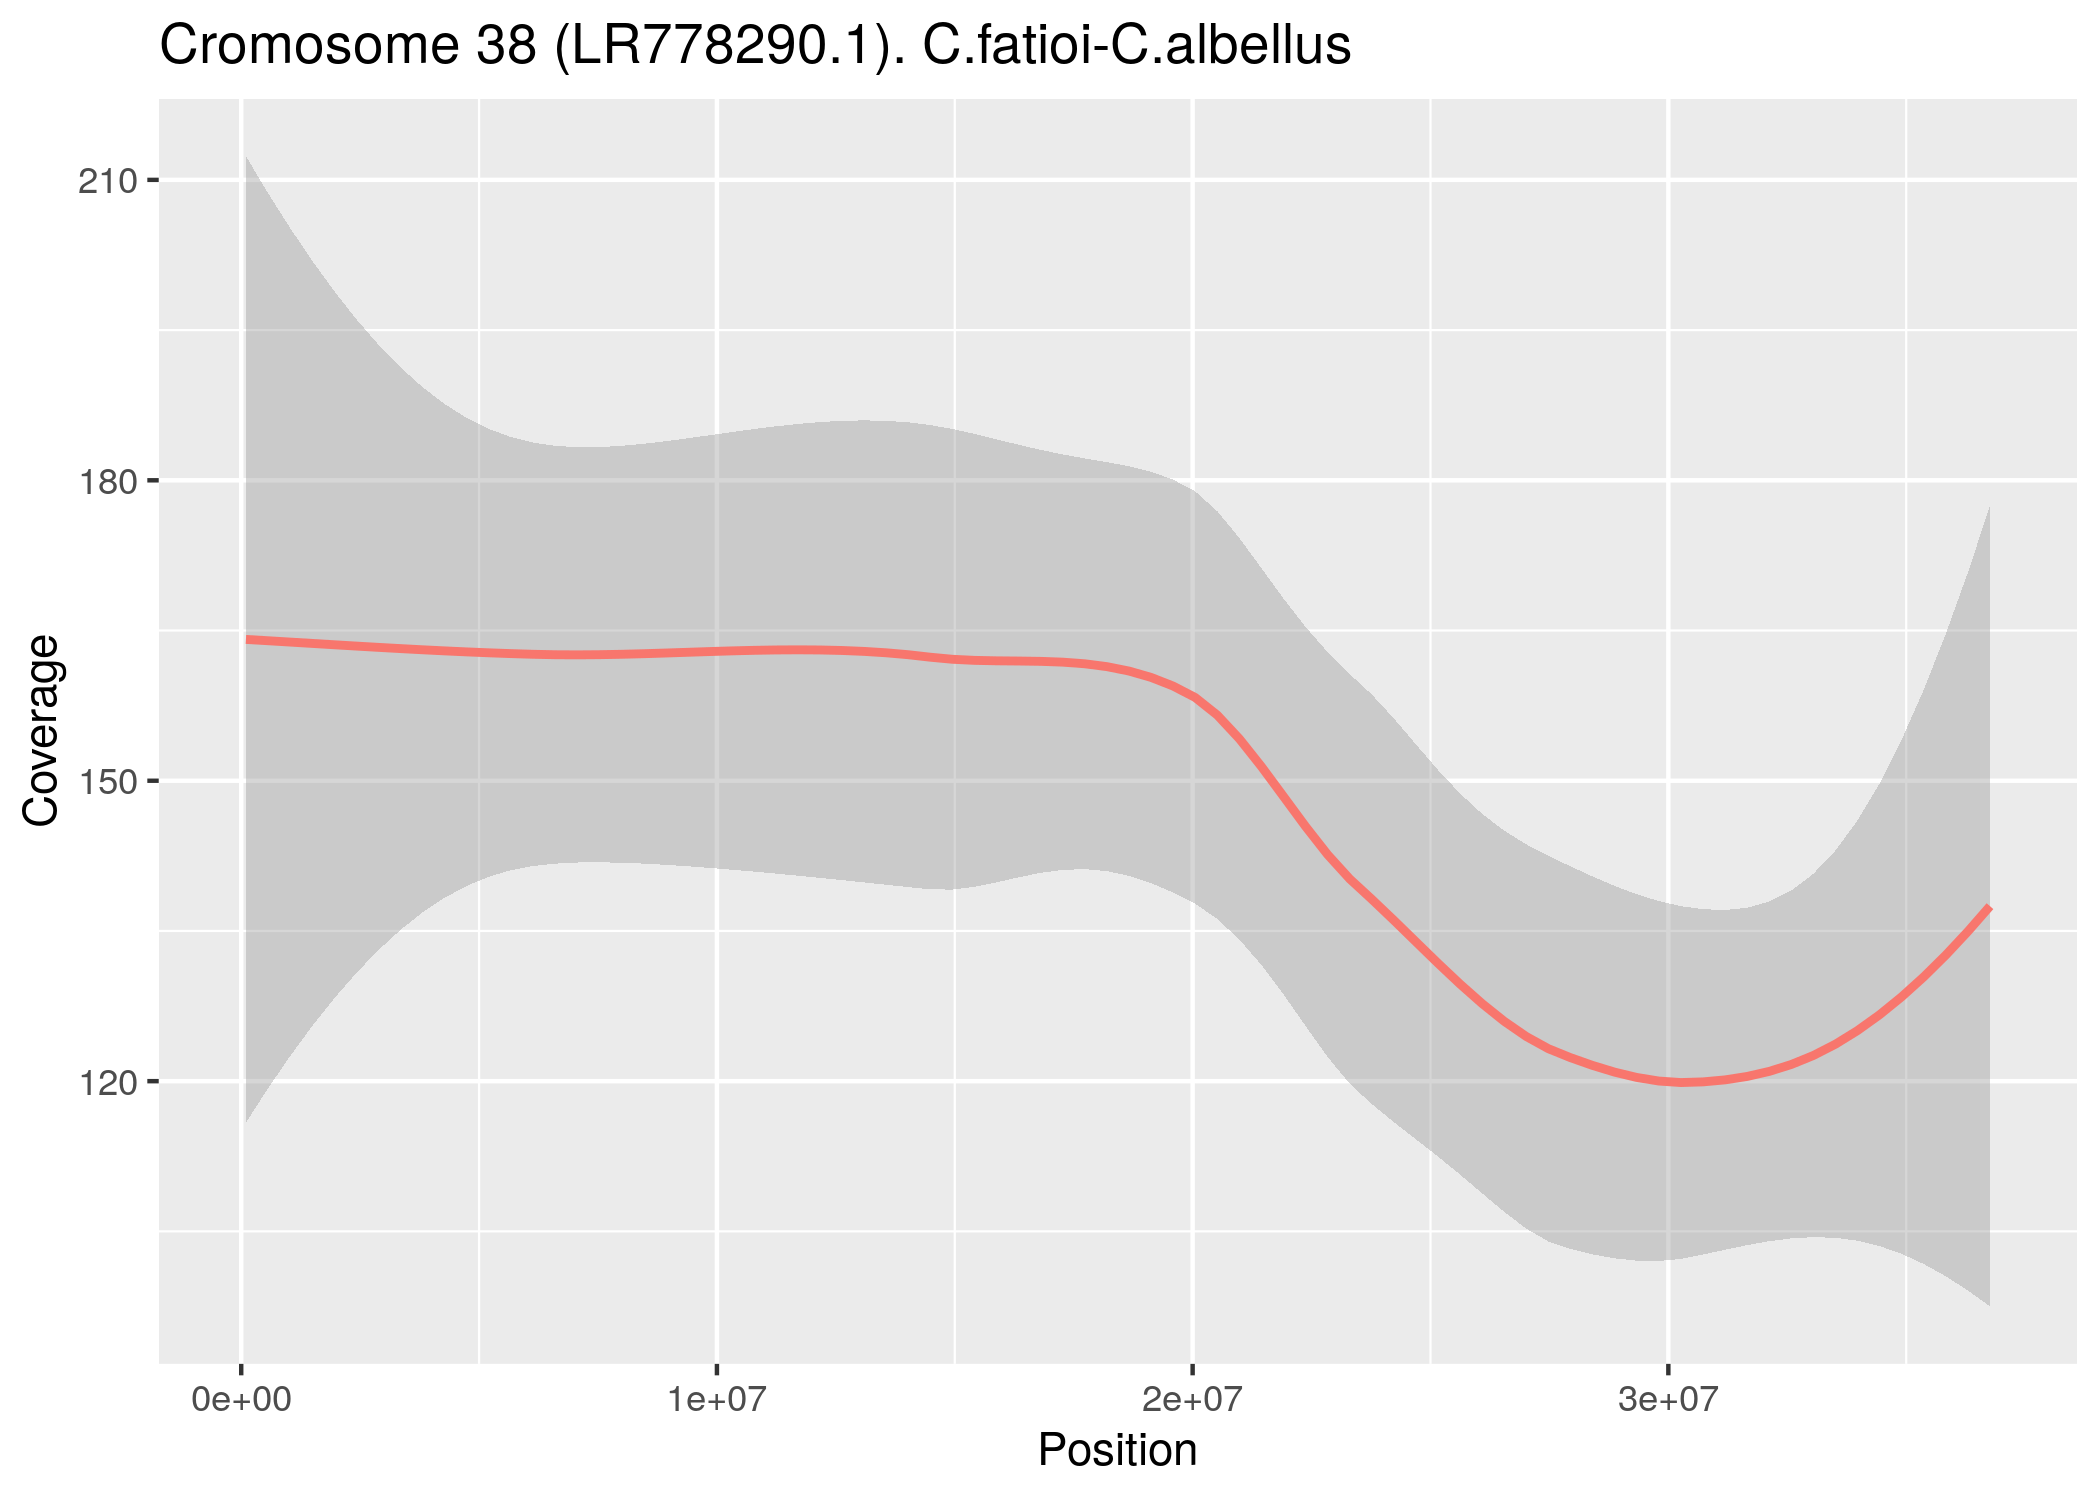 Cromosome 38 (LR778290.1). C.fatioi-C.albellus
210
180
150
120
Coverage
0e+00 1e+07 2e+07 3e+07
Position